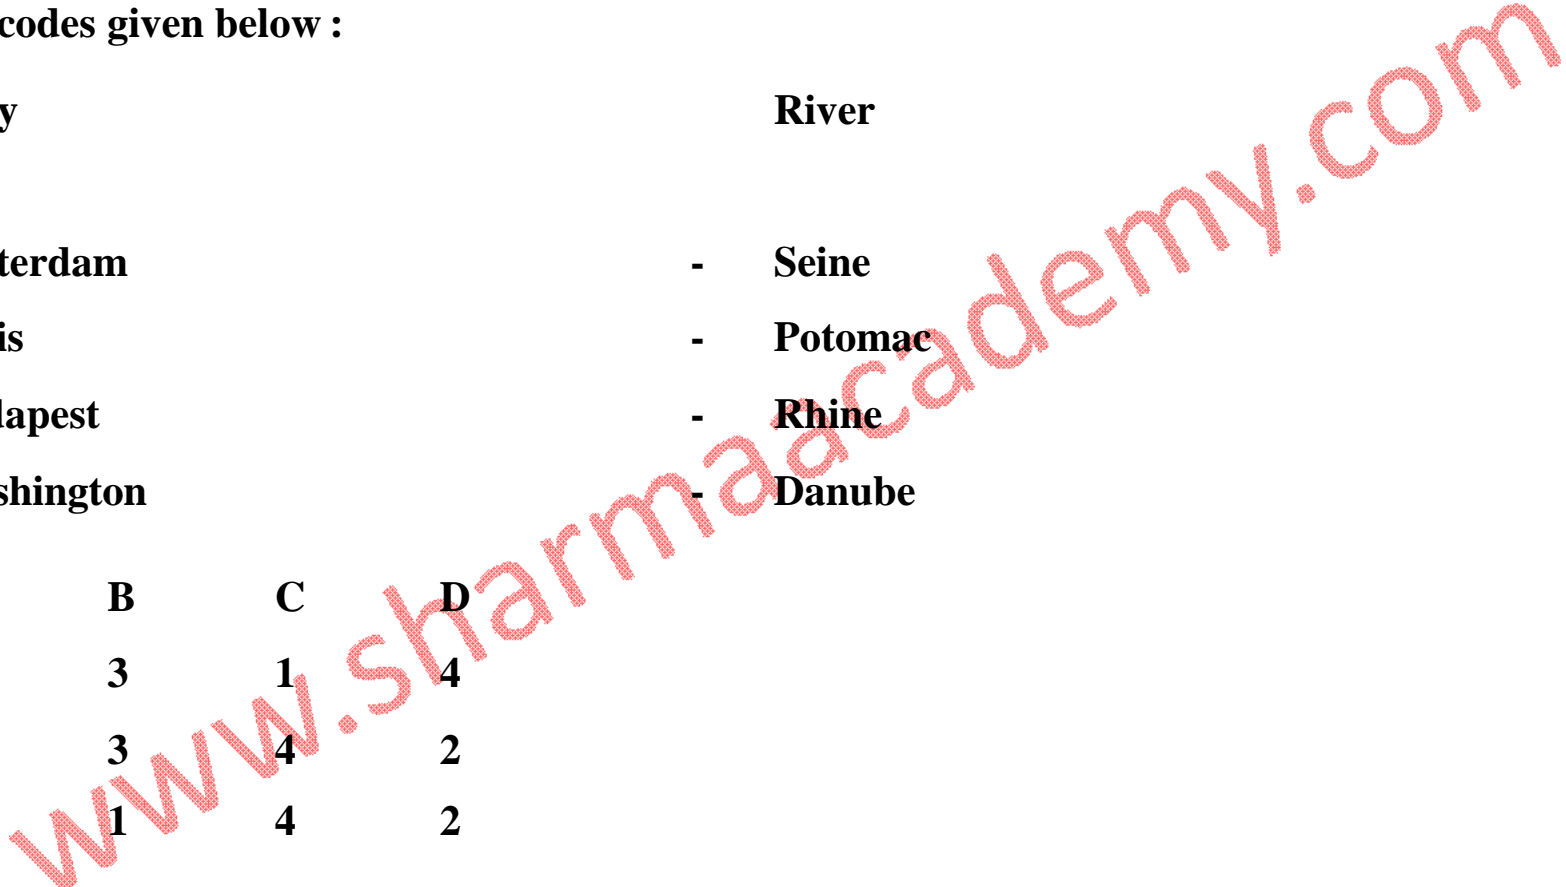 codes given below :
y River
terdam - Seine
is - Potomac
dapest - Rhine
shington - Danube
B C D
3 1 4
3 4 2
1 4 2
www.sharmaacademy.com